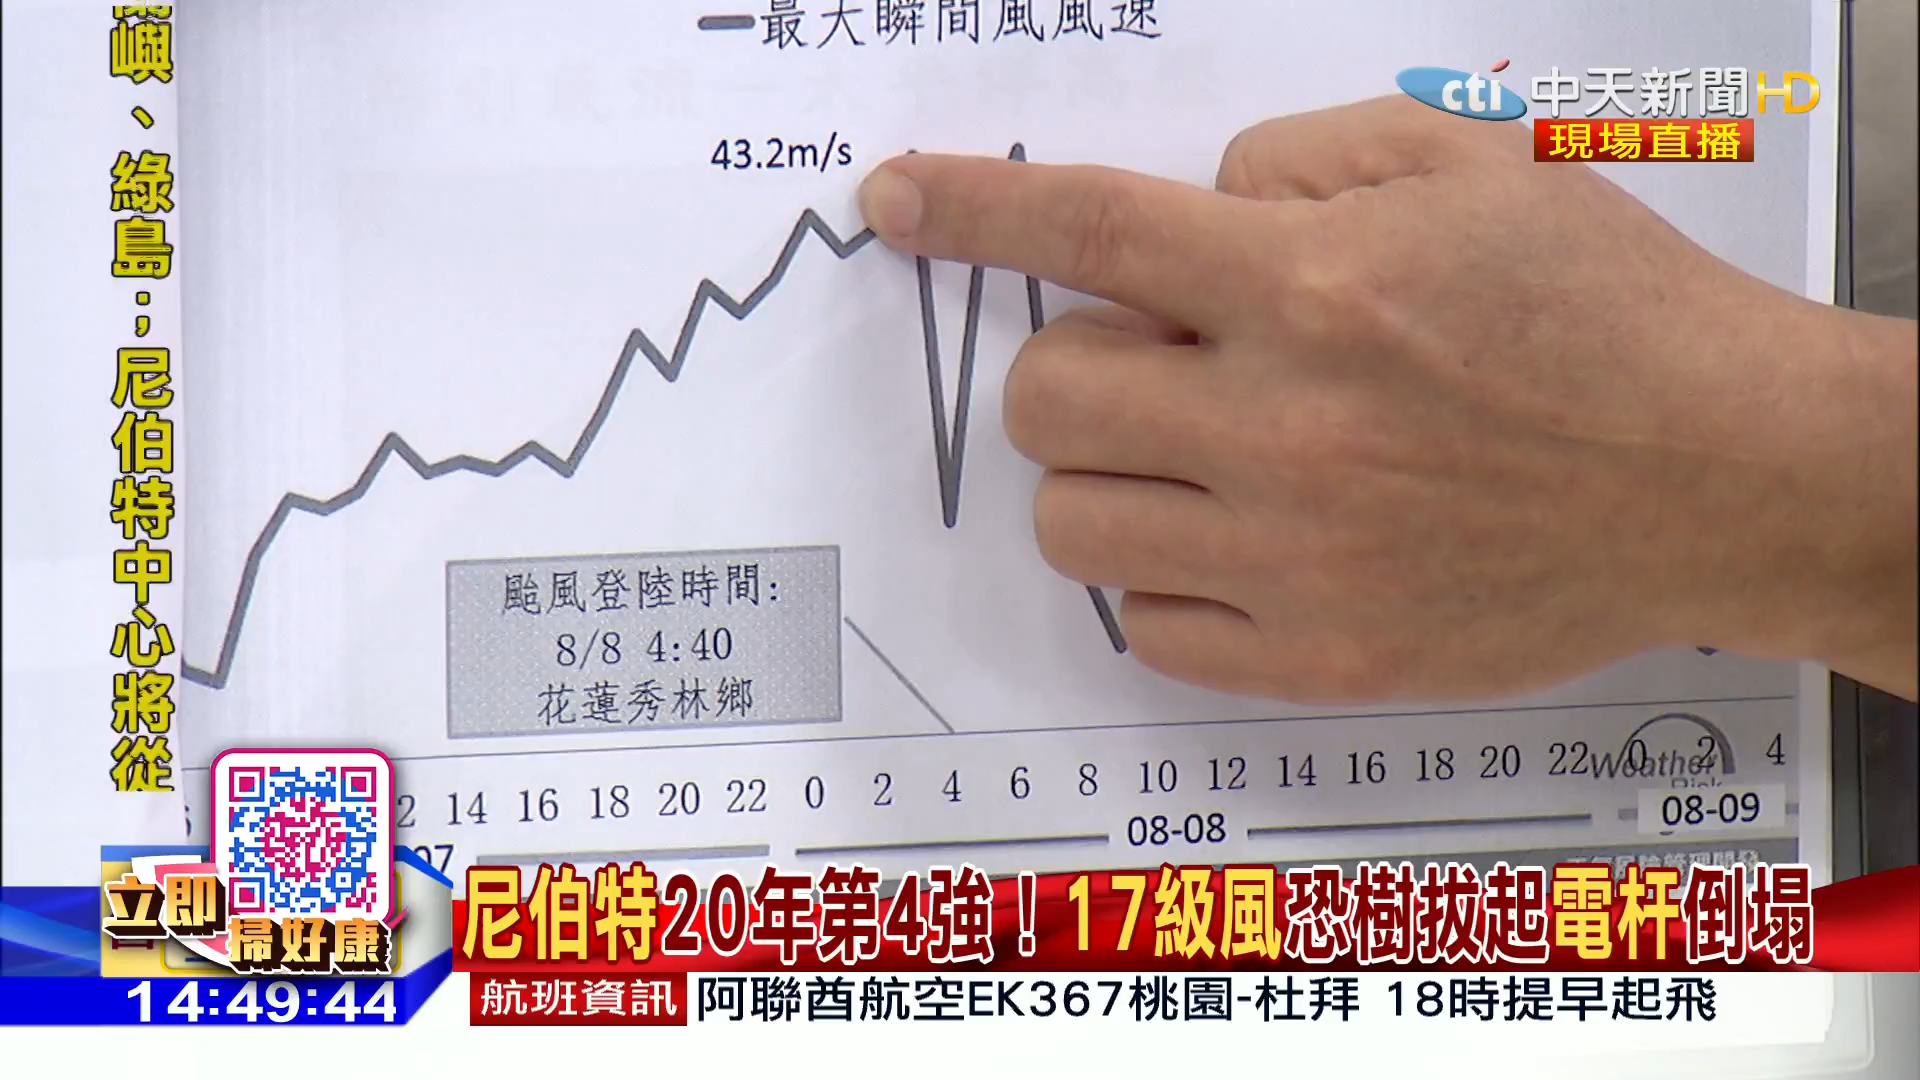 最大瞬間風風速
cti 中天新聞HD
現場直播
43.2m/s
嶼、綠島；尼伯特中心將從
颱風登陸時間:
8/8 4:40
花蓮秀林鄉
14 16 18 20 22 0 2 4 6 8 10 12 14 16 18 20 22 0 2 4
07 08-08 08-09
立即
掃好康
尼伯特20年第4強！17級風恐樹拔起電杆倒塌
14:49:44
航班資訊 阿聯酋航空EK367桃園-杜拜 18時提早起飛